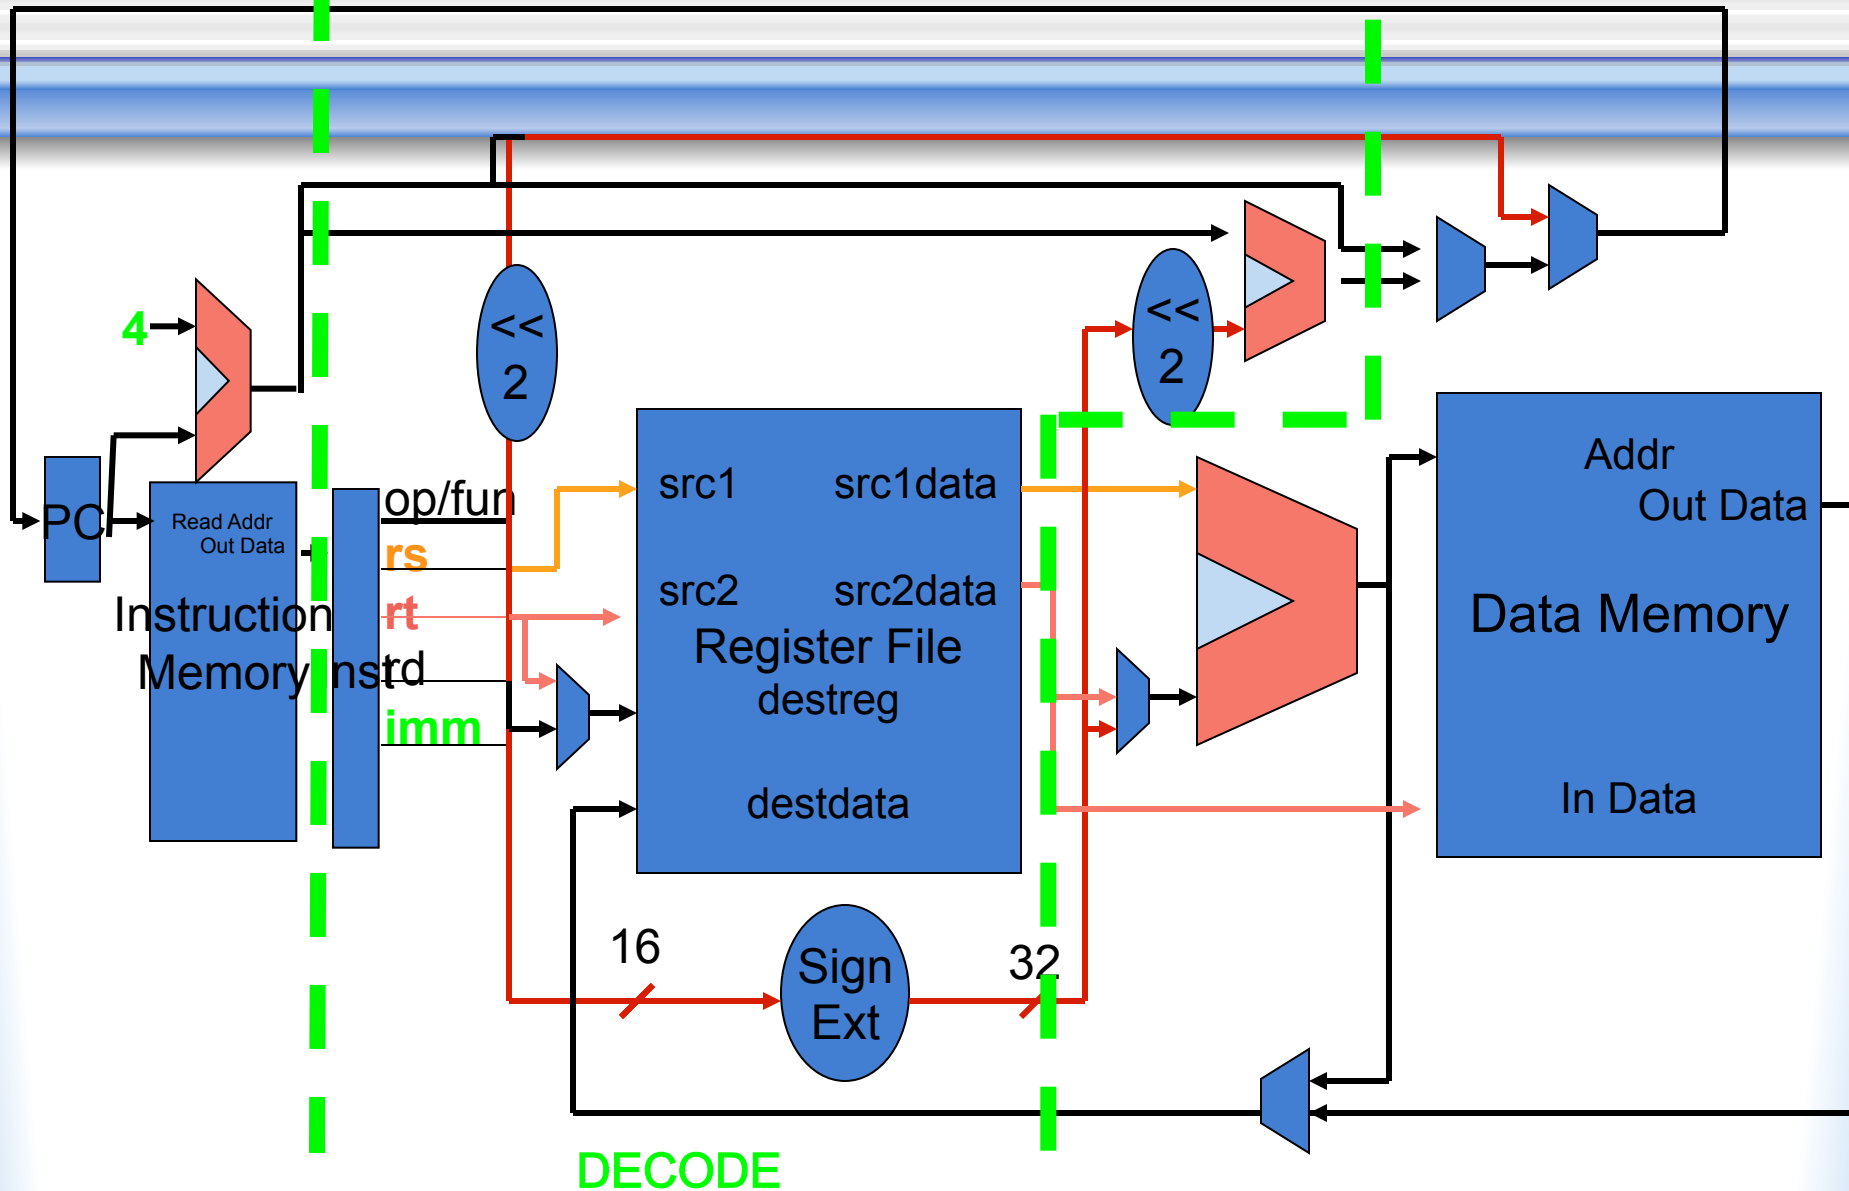 <<
2
<<
2
4
PC
Read Addr
Out Data
Instruction
Memory
nst
op/fun
rs
rt
rd
imm
src1
src1data
src2
src2data
Register File
destreg
destdata
Addr
Out Data
Data Memory
In Data
16
Sign
Ext
32
DECODE